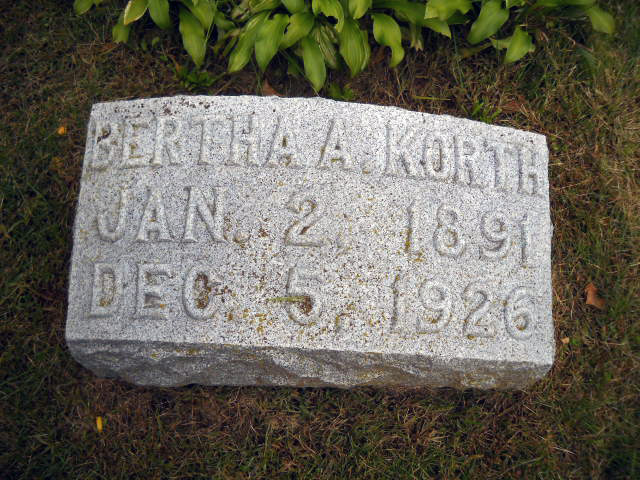 BERTHA A. KORTH
JAN. 2, 1891
DEC. 5, 1926